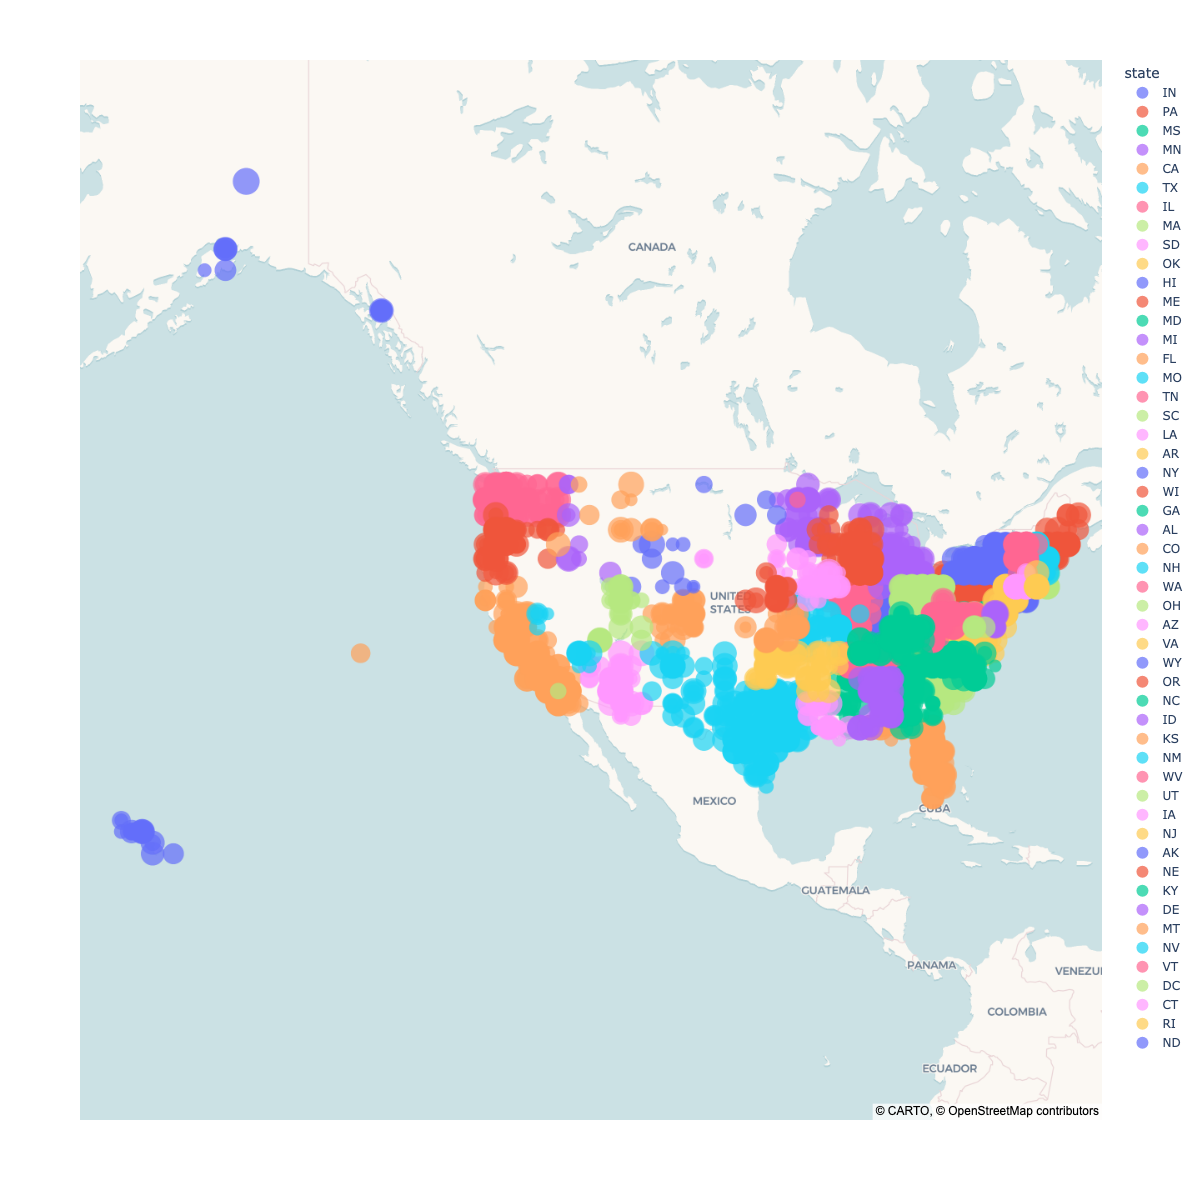 state
IN
PA
MS
MN
CA
TX
IL
MA
SD
OK
HI
ME
MD
MI
FL
MO
TN
SC
LA
AR
NY
WI
GA
AL
CO
NH
WA
OH
AZ
VA
WY
OR
NC
ID
KS
NM
WV
UT
IA
NJ
AK
NE
KY
DE
MT
NV
VT
DC
CT
RI
ND
CANADA
UNITED
STATES
MEXICO
CUBA
GUATEMALA
PANAMA
VENEZU
COLOMBIA
ECUADOR
© CARTO, © OpenStreetMap contributors